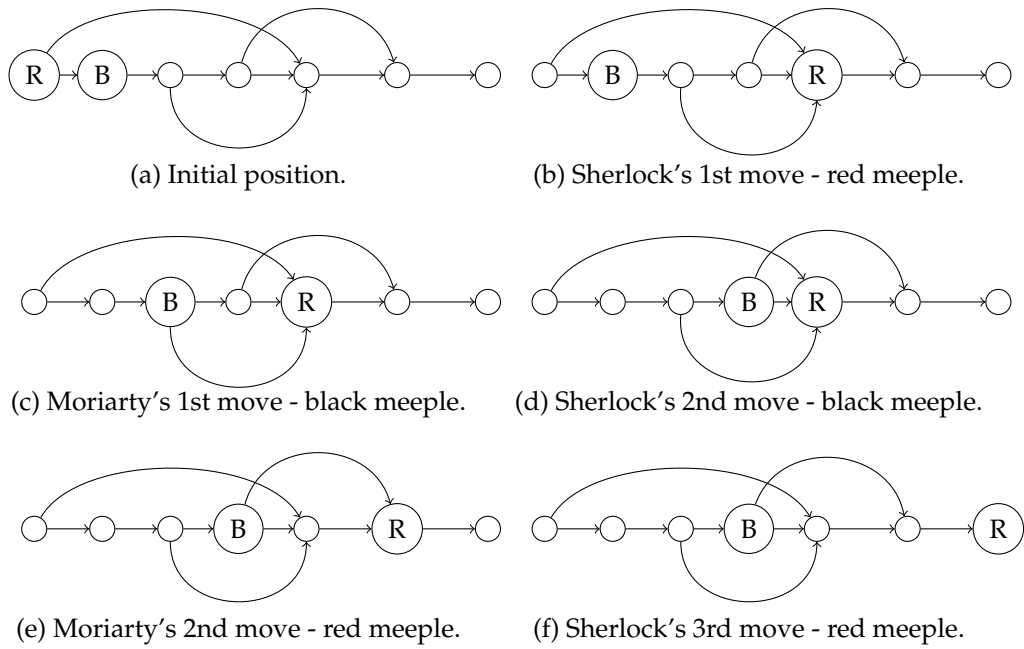 R B
B R
(a) Initial position.
(b) Sherlock's 1st move - red meeple.
B R
B R
(c) Moriarty's 1st move - black meeple.
(d) Sherlock's 2nd move - black meeple.
B R
B R
(e) Moriarty's 2nd move - red meeple.
(f) Sherlock's 3rd move - red meeple.